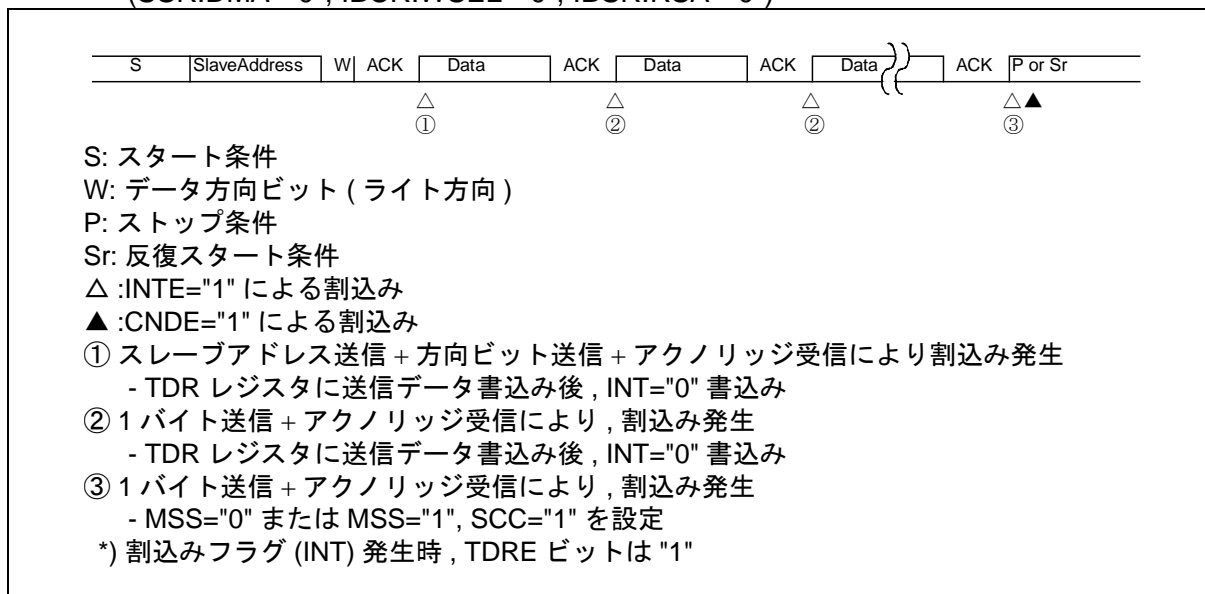 (SSR:DMA="0", IBCR:WSEL="0", IBSR:RSA="0")
S SlaveAddress W ACK Data ACK Data ACK Data ACK P or Sr
△ △ △ △▲
① ② ② ③
S: スタート条件
W: データ方向ビット ( ライト方向 )
P: ストップ条件
Sr: 反復スタート条件
△ :INTE="1" による割込み
▲ :CNDE="1" による割込み
① スレーブアドレス送信 + 方向ビット送信 + アクノリッジ受信により割込み発生
- TDR レジスタに送信データ書込み後 , INT="0" 書込み
② 1 バイト送信 + アクノリッジ受信により , 割込み発生
- TDR レジスタに送信データ書込み後 , INT="0" 書込み
③ 1 バイト送信 + アクノリッジ受信により , 割込み発生
- MSS="0" または MSS="1", SCC="1" を設定
*) 割込みフラグ (INT) 発生時 , TDRE ビットは "1"